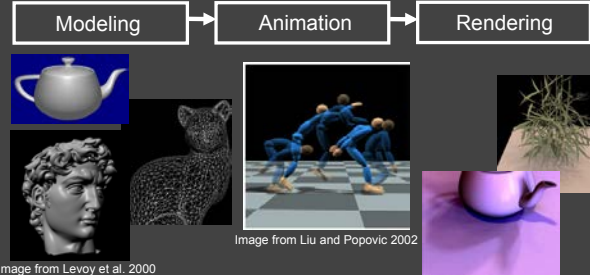 Modeling
Animation
Rendering
Image from Liu and Popovic 2002
mage from Levoy et al. 2000